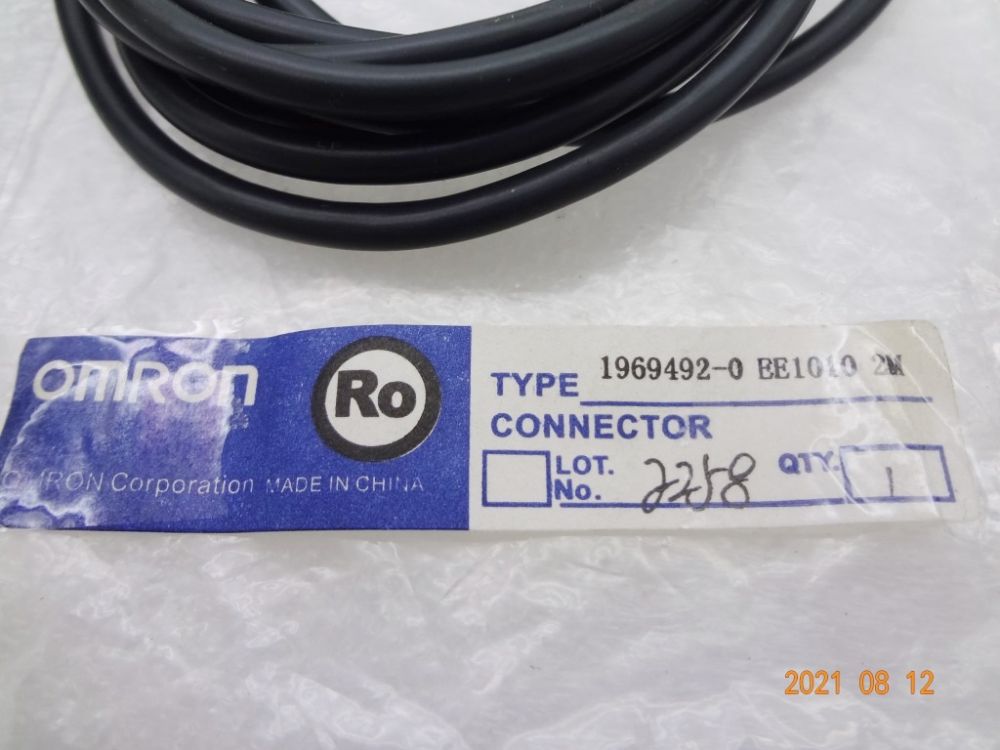 OMRON
Ro
OMRON Corporation MADE IN CHINA
TYPE 1969492-0 EE1010 2M
CONNECTOR
LOT. No. 2258 QTY. 1
2021 08 12